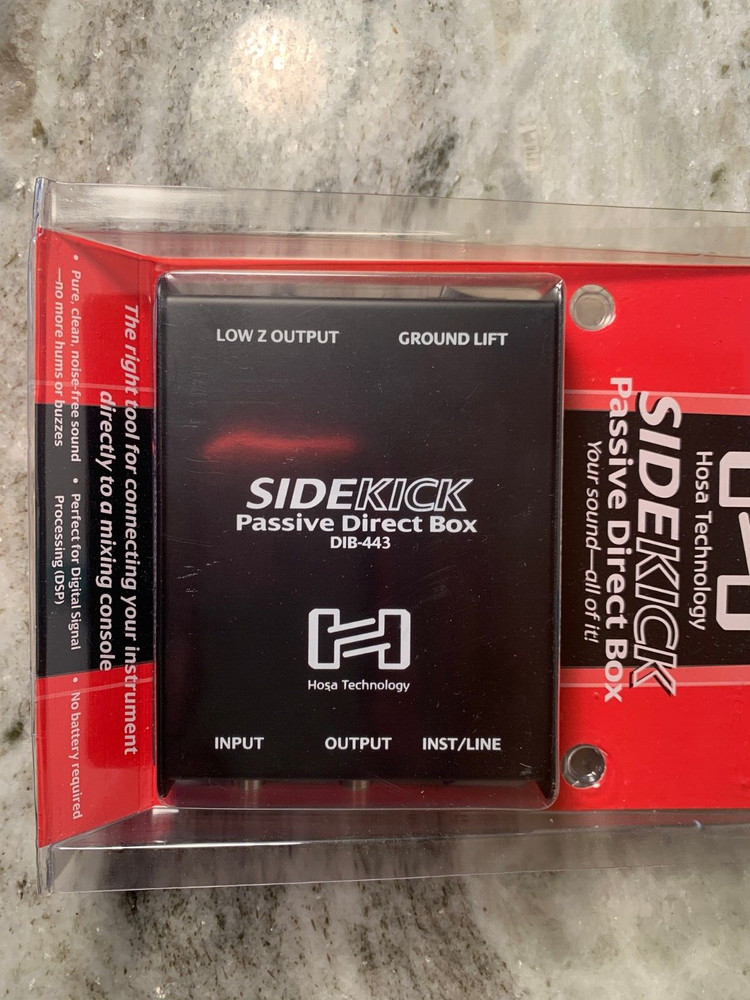 LOW Z OUTPUT
GROUND LIFT
SIDEKICK
Passive Direct Box
DIB-443
Hosa Technology
INPUT
OUTPUT
INST/LINE
The right tool for connecting your instrument
directly to a mixing console
• Pure, clean, noise-free sound
—no more hums or buzzes
• Perfect for Digital Signal
Processing (DSP)
• No battery required
Hosa Technology
SIDEKICK
Passive Direct Box
Your sound—all of it!